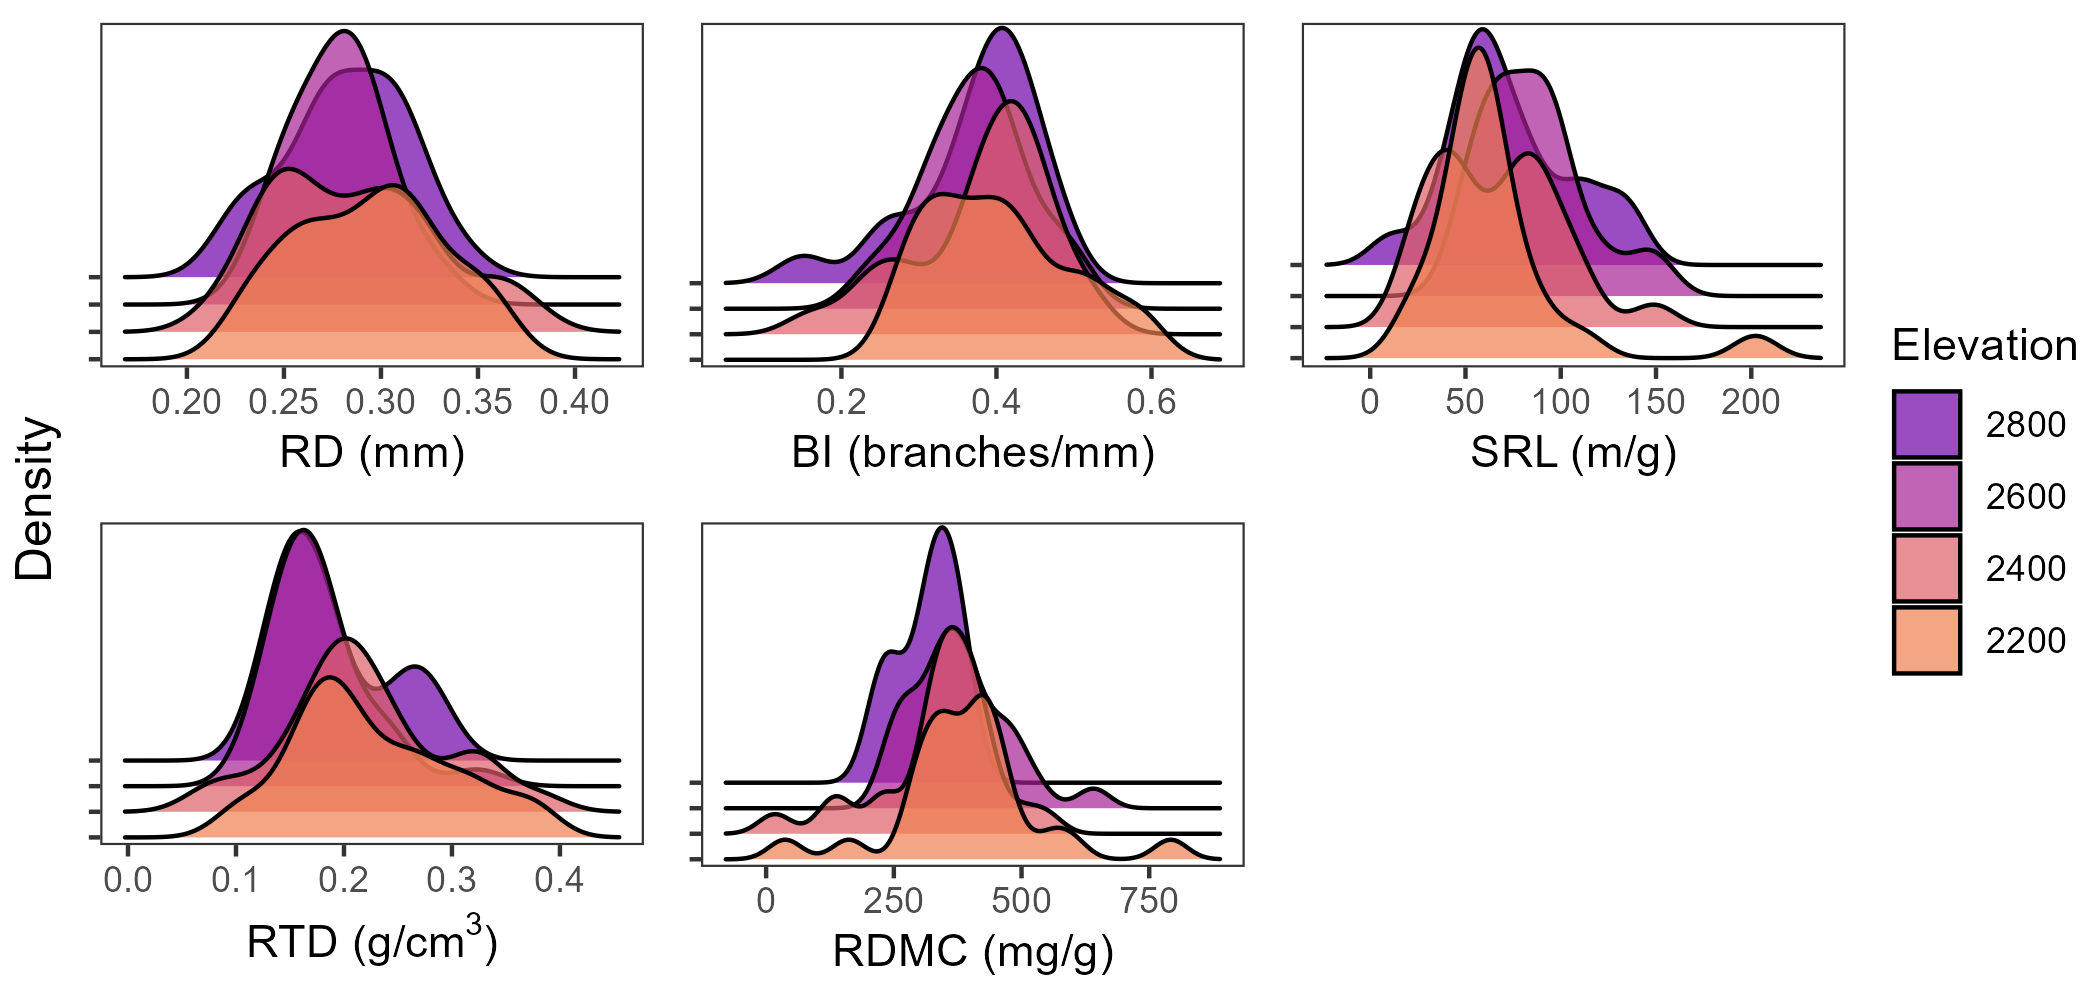 0.20 0.25 0.30 0.35 0.40
RD (mm)
0.2 0.4 0.6
BI (branches/mm)
0 50 100 150 200
SRL (m/g)
Density
0.0 0.1 0.2 0.3 0.4
RTD (g/cm³)
0 250 500 750
RDMC (mg/g)
Elevation
2800
2600
2400
2200